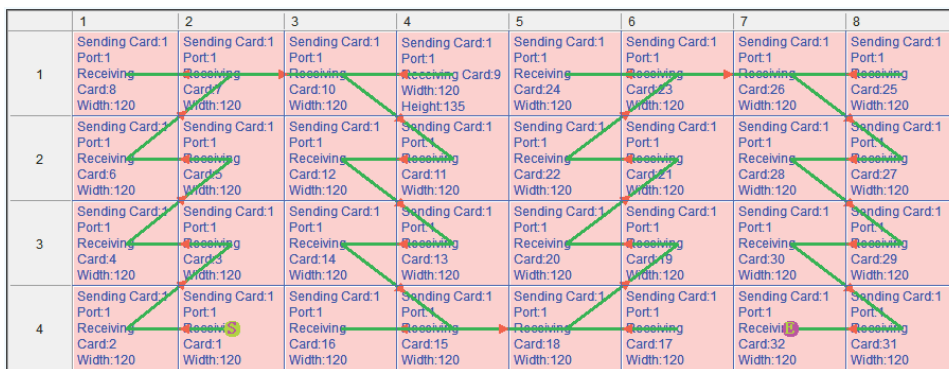 1 2 3 4 5 6 7 8
1
Sending Card:1
Port:1
Receiving
Card:8
Width:120
Sending Card:1
Port:1
Receiving
Card:7
Width:120
Sending Card:1
Port:1
Receiving
Card:10
Width:120
Sending Card:1
Port:1
Receiving Card:9
Width:120
Height:135
Sending Card:1
Port:1
Receiving
Card:24
Width:120
Sending Card:1
Port:1
Receiving
Card:23
Width:120
Sending Card:1
Port:1
Receiving
Card:26
Width:120
Sending Card:1
Port:1
Receiving
Card:25
Width:120
2
Sending Card:1
Port:1
Receiving
Card:6
Width:120
Sending Card:1
Port:1
Receiving
Card:5
Width:120
Sending Card:1
Port:1
Receiving
Card:12
Width:120
Sending Card:1
Port:1
Receiving
Card:11
Width:120
Sending Card:1
Port:1
Receiving
Card:22
Width:120
Sending Card:1
Port:1
Receiving
Card:21
Width:120
Sending Card:1
Port:1
Receiving
Card:28
Width:120
Sending Card:1
Port:1
Receiving
Card:27
Width:120
3
Sending Card:1
Port:1
Receiving
Card:4
Width:120
Sending Card:1
Port:1
Receiving
Card:3
Width:120
Sending Card:1
Port:1
Receiving
Card:14
Width:120
Sending Card:1
Port:1
Receiving
Card:13
Width:120
Sending Card:1
Port:1
Receiving
Card:20
Width:120
Sending Card:1
Port:1
Receiving
Card:19
Width:120
Sending Card:1
Port:1
Receiving
Card:30
Width:120
Sending Card:1
Port:1
Receiving
Card:29
Width:120
4
Sending Card:1
Port:1
Receiving
Card:2
Width:120
Sending Card:1
Port:1
Receiving S
Card:1
Width:120
Sending Card:1
Port:1
Receiving
Card:16
Width:120
Sending Card:1
Port:1
Receiving
Card:15
Width:120
Sending Card:1
Port:1
Receiving
Card:18
Width:120
Sending Card:1
Port:1
Receiving
Card:17
Width:120
Sending Card:1
Port:1
Receiving E
Card:32
Width:120
Sending Card:1
Port:1
Receiving
Card:31
Width:120